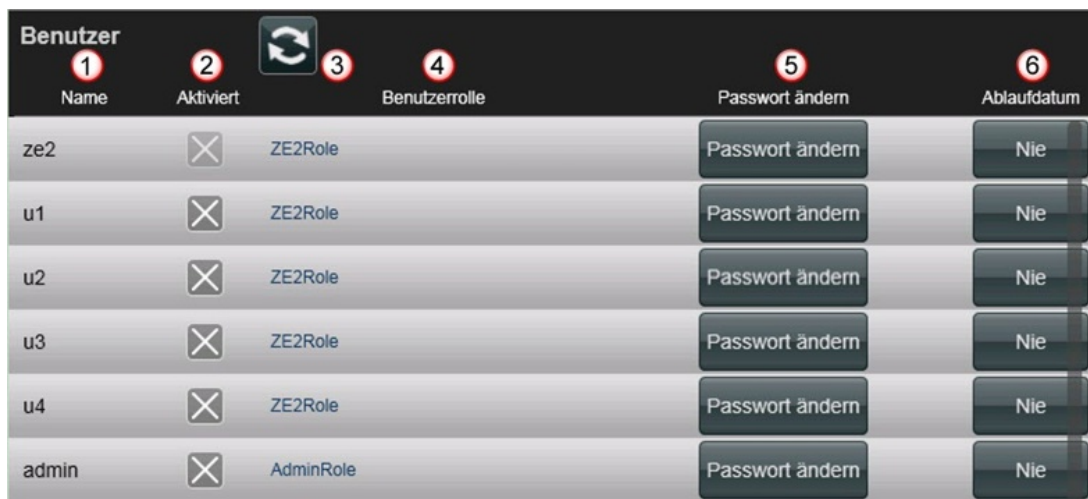 Benutzer
1 2 3 4 5 6
Name Aktiviert Benutzerrolle Passwort ändern Ablaufdatum
ze2 ZE2Role Passwort ändern Nie
u1 ZE2Role Passwort ändern Nie
u2 ZE2Role Passwort ändern Nie
u3 ZE2Role Passwort ändern Nie
u4 ZE2Role Passwort ändern Nie
admin AdminRole Passwort ändern Nie